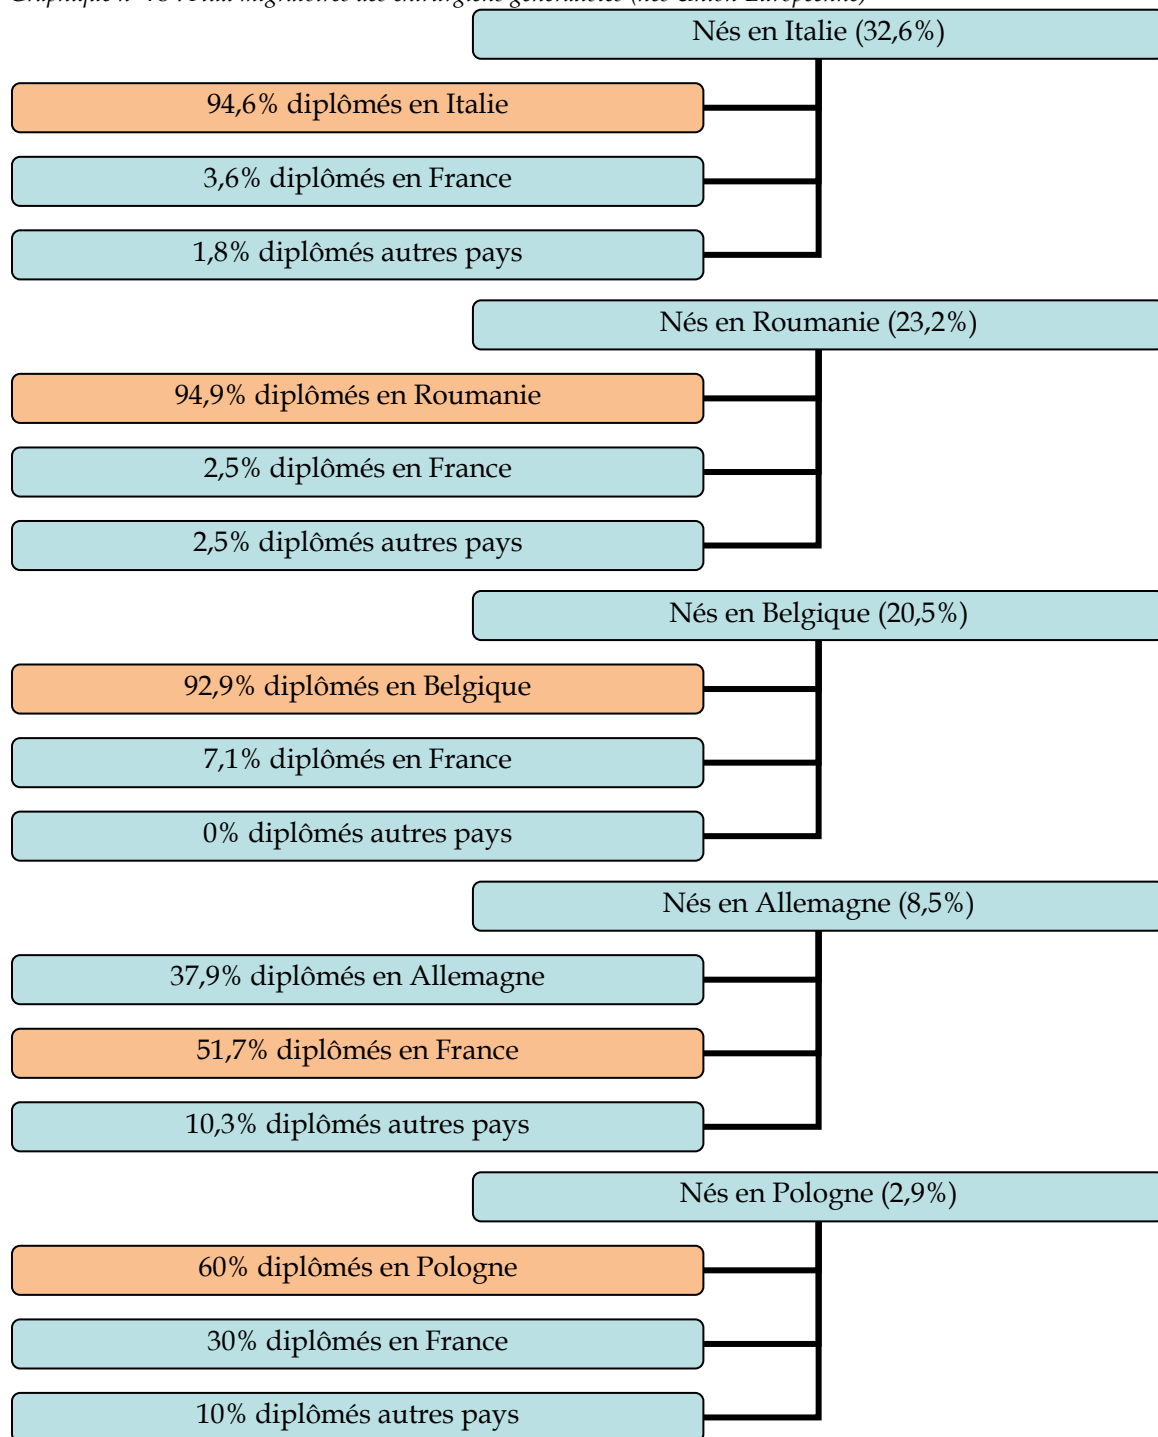 Nés en Italie (32,6%)
94,6% diplômés en Italie
3,6% diplômés en France
1,8% diplômés autres pays
Nés en Roumanie (23,2%)
94,9% diplômés en Roumanie
2,5% diplômés en France
2,5% diplômés autres pays
Nés en Belgique (20,5%)
92,9% diplômés en Belgique
7,1% diplômés en France
0% diplômés autres pays
Nés en Allemagne (8,5%)
37,9% diplômés en Allemagne
51,7% diplômés en France
10,3% diplômés autres pays
Nés en Pologne (2,9%)
60% diplômés en Pologne
30% diplômés en France
10% diplômés autres pays